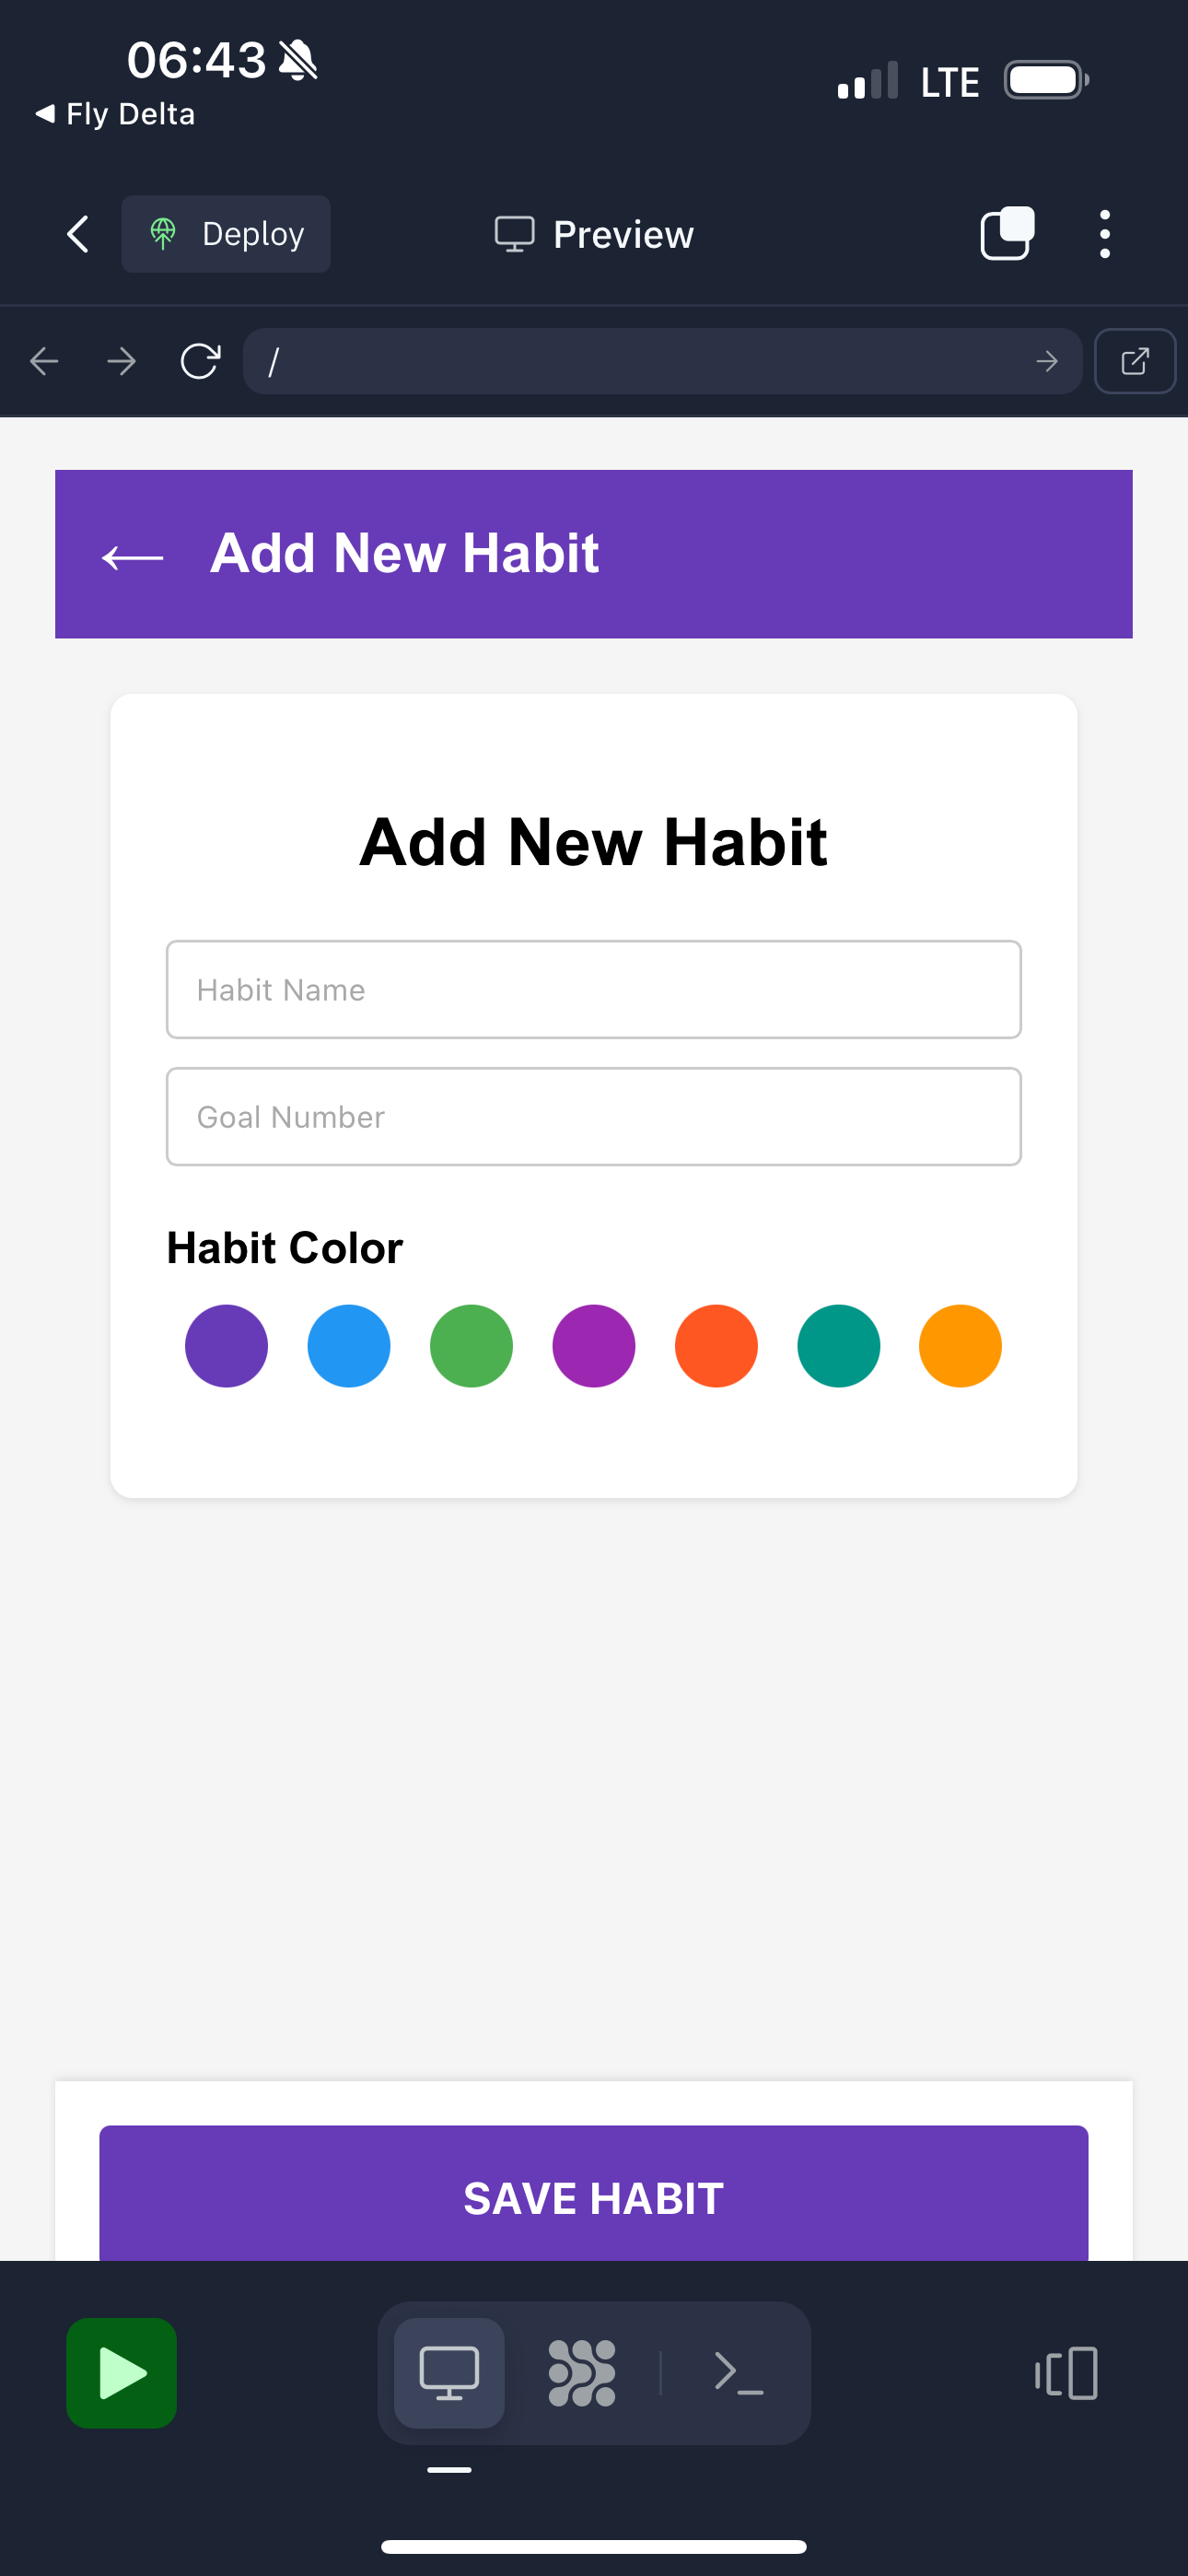 06:43
LTE
◀ Fly Delta
Deploy
Preview
/
← Add New Habit
Add New Habit
Habit Name
Goal Number
Habit Color
SAVE HABIT